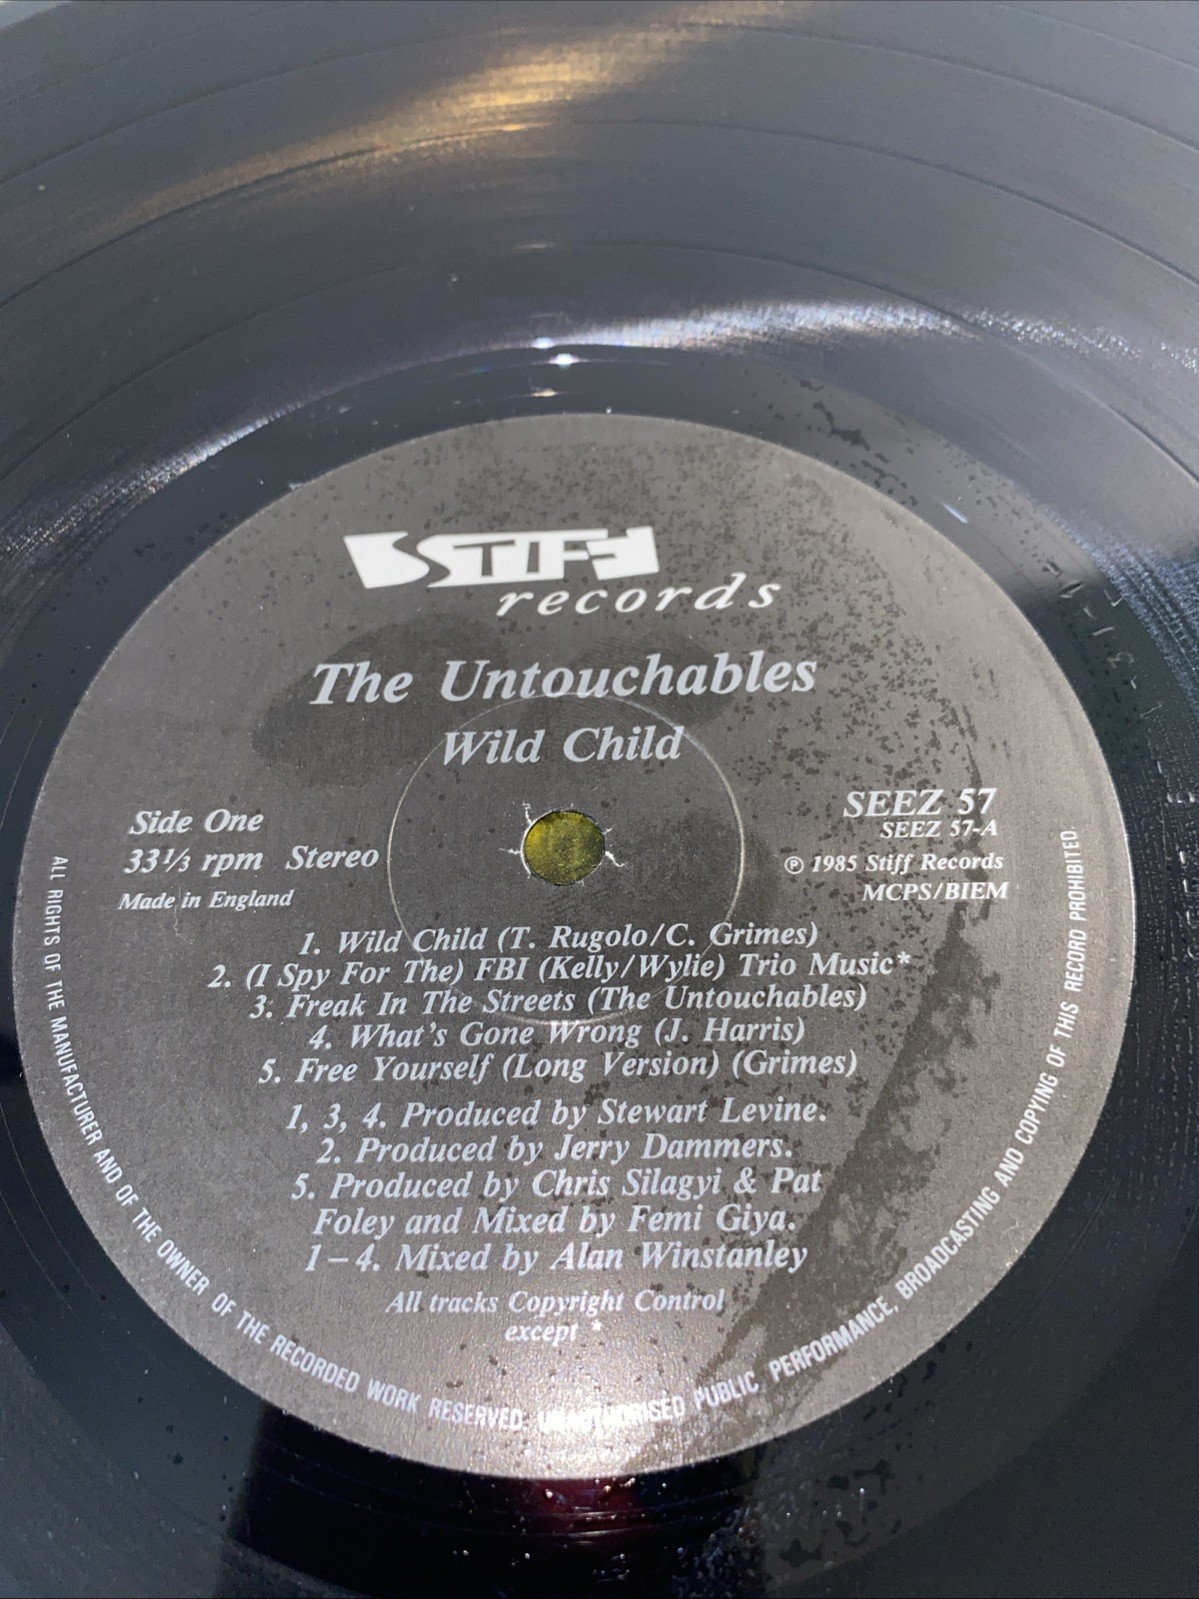 STIFF
records
The Untouchables
Wild Child
Side One
33⅓ rpm Stereo
Made in England
SEEZ 57
SEEZ 57-A
℗ 1985 Stiff Records
MCPS/BIEM
1. Wild Child (T. Rugolo/C. Grimes)
2. (I Spy For The) FBI (Kelly/Wylie) Trio Music*
3. Freak In The Streets (The Untouchables)
4. What's Gone Wrong (J. Harris)
5. Free Yourself (Long Version) (Grimes)
1, 3, 4. Produced by Stewart Levine.
2. Produced by Jerry Dammers.
5. Produced by Chris Silagyi & Pat
Foley and Mixed by Femi Giya.
1–4. Mixed by Alan Winstanley
All tracks Copyright Control
except *
ALL RIGHTS OF THE MANUFACTURER AND OF THE OWNER OF THE RECORDED WORK RESERVED. UNAUTHORISED PUBLIC PERFORMANCE, BROADCASTING AND COPYING OF THIS RECORD PROHIBITED.